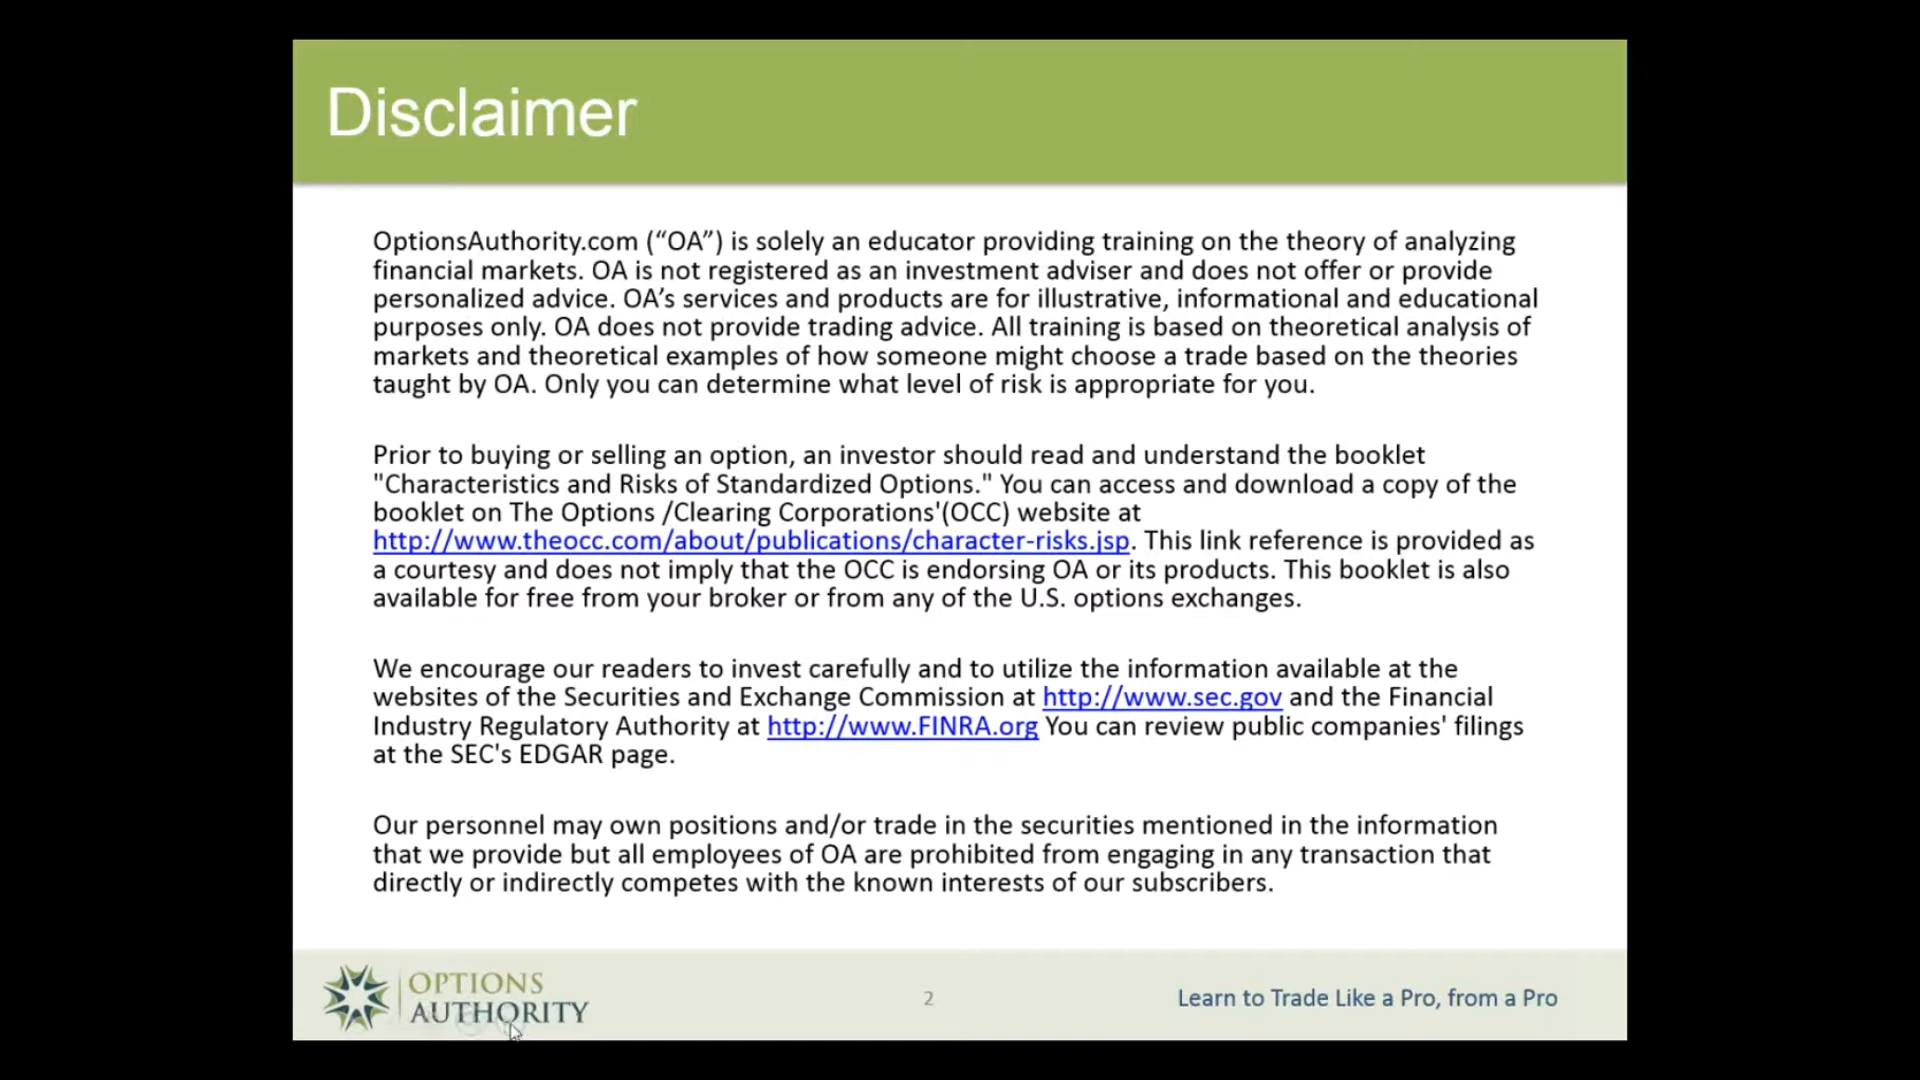 Disclaimer
OptionsAuthority.com (“OA”) is solely an educator providing training on the theory of analyzing
financial markets. OA is not registered as an investment adviser and does not offer or provide
personalized advice. OA’s services and products are for illustrative, informational and educational
purposes only. OA does not provide trading advice. All training is based on theoretical analysis of
markets and theoretical examples of how someone might choose a trade based on the theories
taught by OA. Only you can determine what level of risk is appropriate for you.
Prior to buying or selling an option, an investor should read and understand the booklet
"Characteristics and Risks of Standardized Options." You can access and download a copy of the
booklet on The Options /Clearing Corporations'(OCC) website at
http://www.theocc.com/about/publications/character-risks.jsp. This link reference is provided as
a courtesy and does not imply that the OCC is endorsing OA or its products. This booklet is also
available for free from your broker or from any of the U.S. options exchanges.
We encourage our readers to invest carefully and to utilize the information available at the
websites of the Securities and Exchange Commission at http://www.sec.gov and the Financial
Industry Regulatory Authority at http://www.FINRA.org You can review public companies' filings
at the SEC's EDGAR page.
Our personnel may own positions and/or trade in the securities mentioned in the information
that we provide but all employees of OA are prohibited from engaging in any transaction that
directly or indirectly competes with the known interests of our subscribers.
OPTIONS
AUTHORITY
2
Learn to Trade Like a Pro, from a Pro